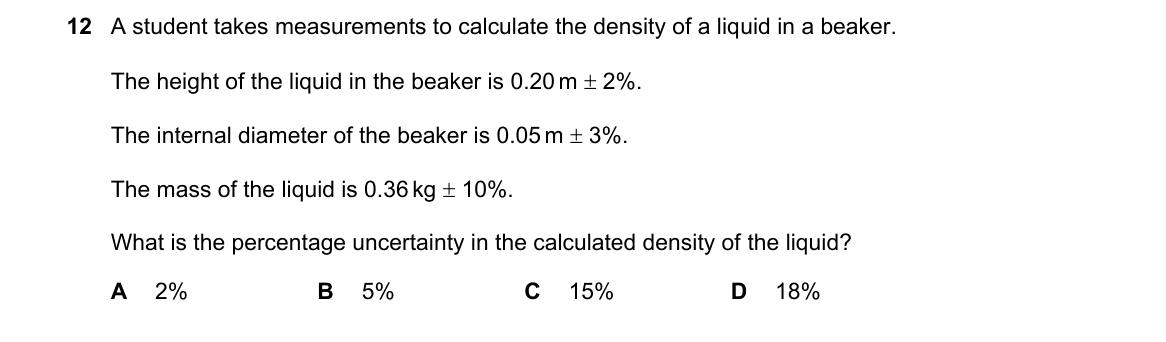 12 A student takes measurements to calculate the density of a liquid in a beaker.
The height of the liquid in the beaker is 0.20 m ± 2%.
The internal diameter of the beaker is 0.05 m ± 3%.
The mass of the liquid is 0.36 kg ± 10%.
What is the percentage uncertainty in the calculated density of the liquid?
A 2% B 5% C 15% D 18%